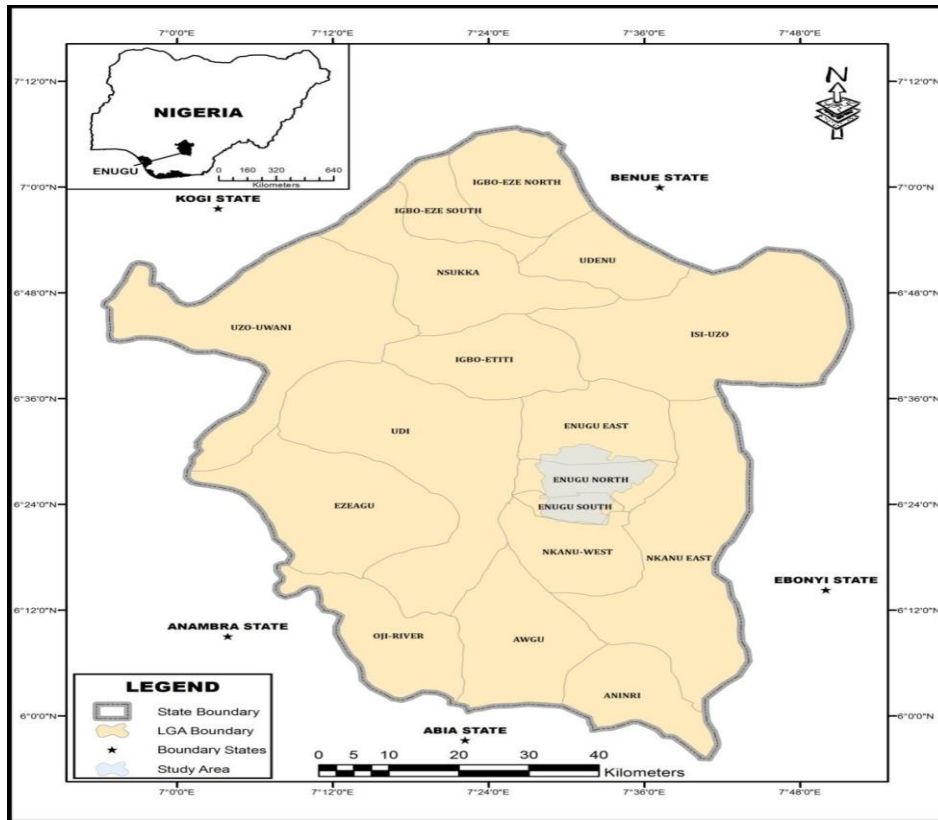 7°0'0"E 7°12'0"E 7°24'0"E 7°36'0"E 7°48'0"E
7°12'0"N 7°12'0"N
N
NIGERIA
ENUGU
0 160 320 640
Kilometers
7°0'0"N 7°0'0"N
KOGI STATE
BENUE STATE
IGBO-EZE NORTH
IGBO-EZE SOUTH
UDENU
NSUKKA
6°48'0"N 6°48'0"N
UZO-UWANI
ISI-UZO
IGBO-ETITI
6°36'0"N 6°36'0"N
ENUGU EAST
UDI
ENUGU NORTH
6°24'0"N 6°24'0"N
EZEAGU
ENUGU SOUTH
NKANU-WEST
NKANU EAST
EBONYI STATE
6°12'0"N 6°12'0"N
ANAMBRA STATE
OJI-RIVER
AWGU
ANINRI
6°0'0"N 6°0'0"N
ABIA STATE
LEGEND
State Boundary
LGA Boundary
Boundary States
Study Area
0 5 10 20 30 40
Kilometers
7°0'0"E 7°12'0"E 7°24'0"E 7°36'0"E 7°48'0"E